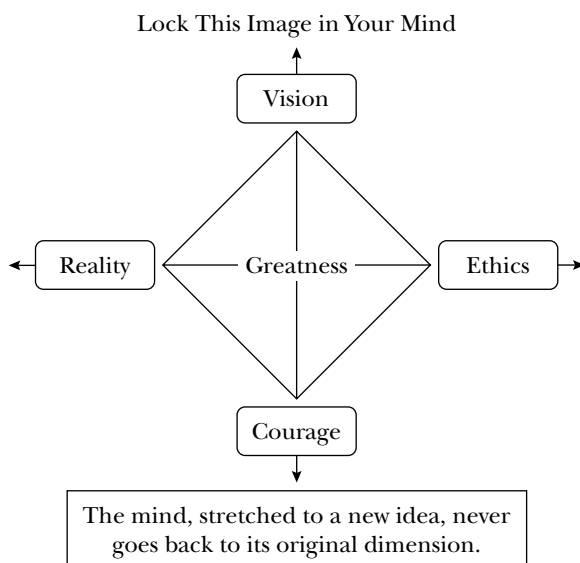 Lock This Image in Your Mind
Vision
Reality
Greatness
Ethics
Courage
The mind, stretched to a new idea, never
goes back to its original dimension.